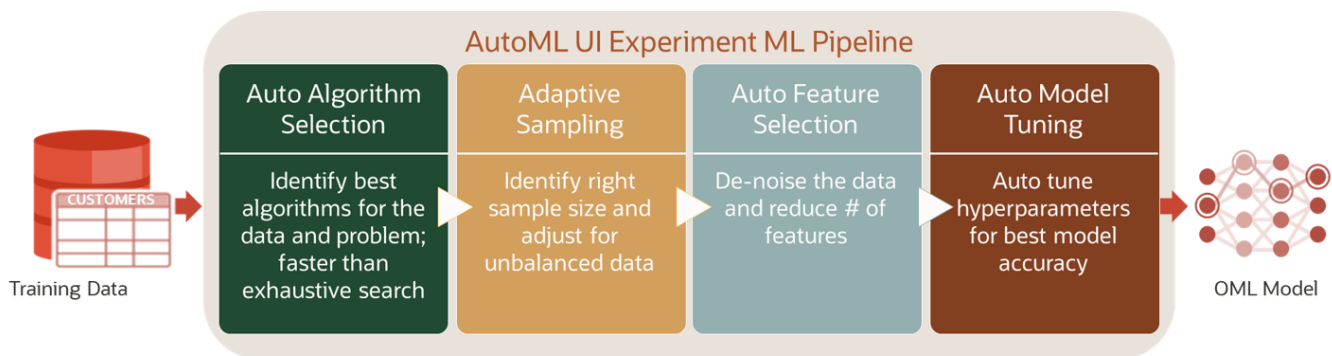 AutoML UI Experiment ML Pipeline
Auto Algorithm
Selection
Identify best
algorithms for the
data and problem;
faster than
exhaustive search
Adaptive
Sampling
Identify right
sample size and
adjust for
unbalanced data
Auto Feature
Selection
De-noise the data
and reduce # of
features
Auto Model
Tuning
Auto tune
hyperparameters
for best model
accuracy
CUSTOMERS
Training Data
OML Model